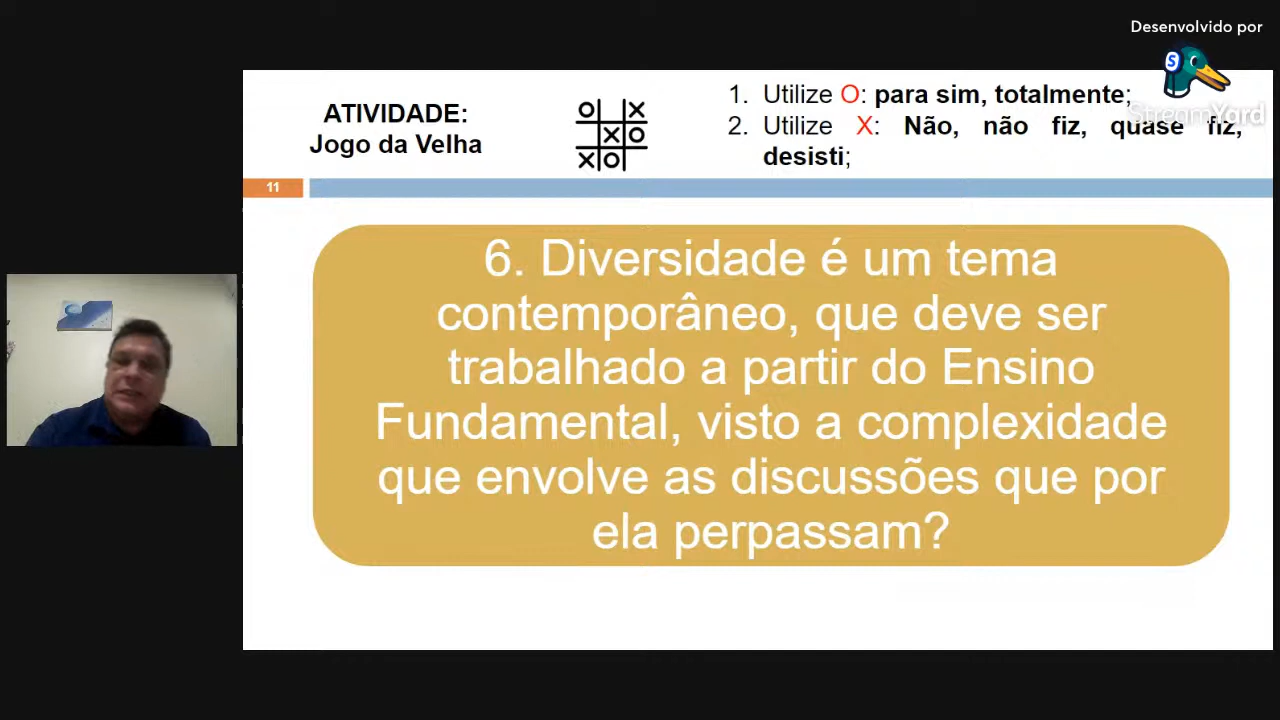 Desenvolvido por
StreamYard
ATIVIDADE:
Jogo da Velha
O X
X O
X O
1. Utilize O: para sim, totalmente;
2. Utilize X: Não, não fiz, quase fiz,
desisti;
11
6. Diversidade é um tema
contemporâneo, que deve ser
trabalhado a partir do Ensino
Fundamental, visto a complexidade
que envolve as discussões que por
ela perpassam?